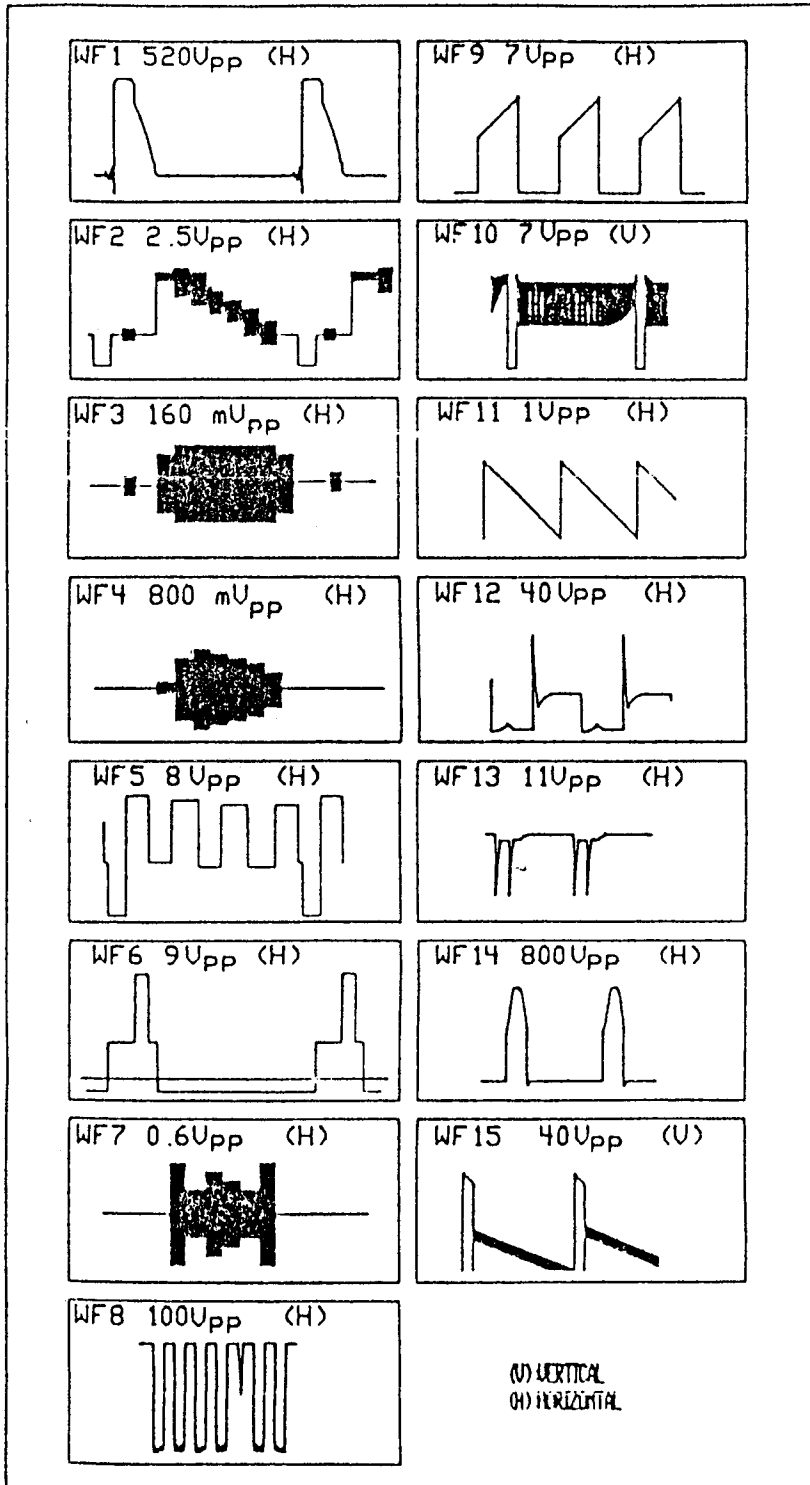 WF1 520Vpp (H)
WF2 2.5Vpp (H)
WF3 160 mVpp (H)
WF4 800 mVpp (H)
WF5 8Vpp (H)
WF6 9Vpp (H)
WF7 0.6Vpp (H)
WF8 100Vpp (H)
WF9 7Vpp (H)
WF10 7Vpp (V)
WF11 1Vpp (H)
WF12 40Vpp (H)
WF13 11Vpp (H)
WF14 800Vpp (H)
WF15 40Vpp (V)
(V) VERTICAL
(H) HORIZONTAL